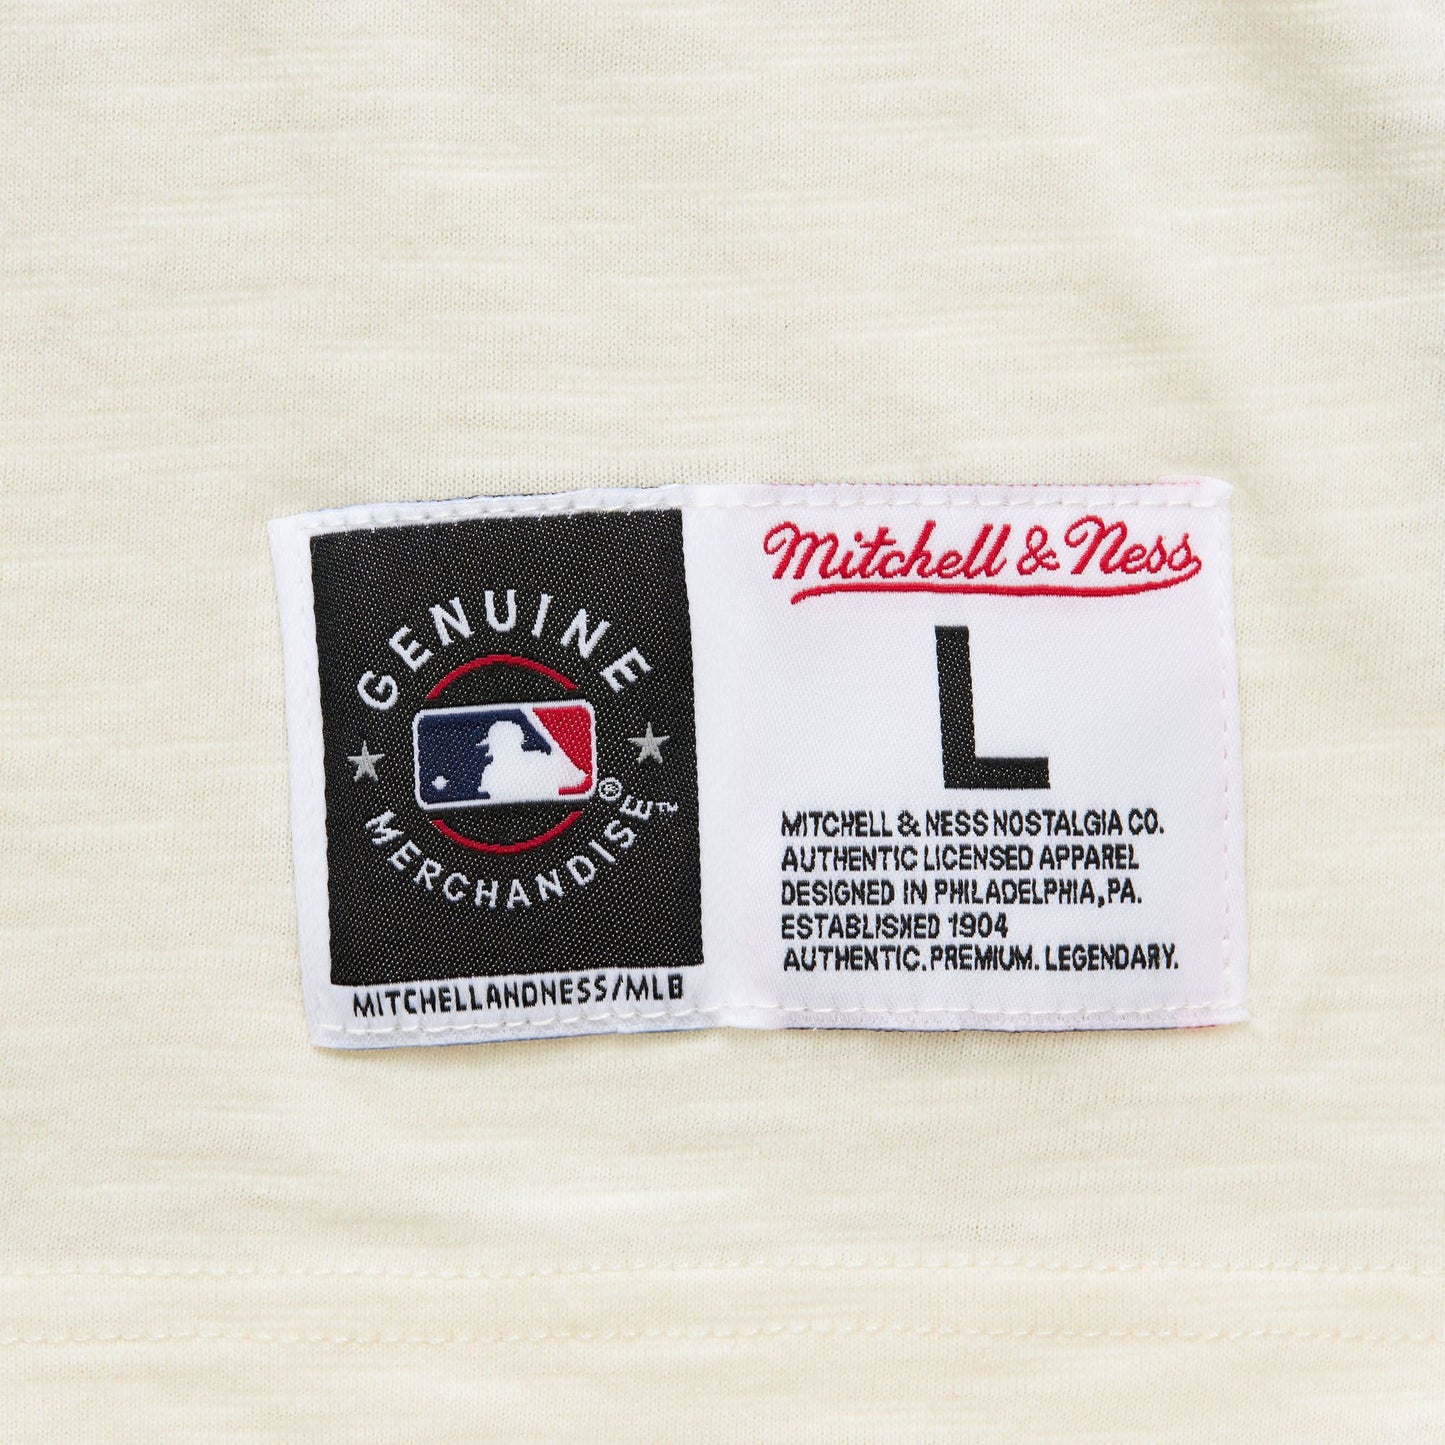 GENUINE
MERCHANDISE™
®
MITCHELLANDNESS/MLB
Mitchell & Ness
L
MITCHELL & NESS NOSTALGIA CO.
AUTHENTIC LICENSED APPAREL
DESIGNED IN PHILADELPHIA, PA.
ESTABLISHED 1904
AUTHENTIC. PREMIUM. LEGENDARY.